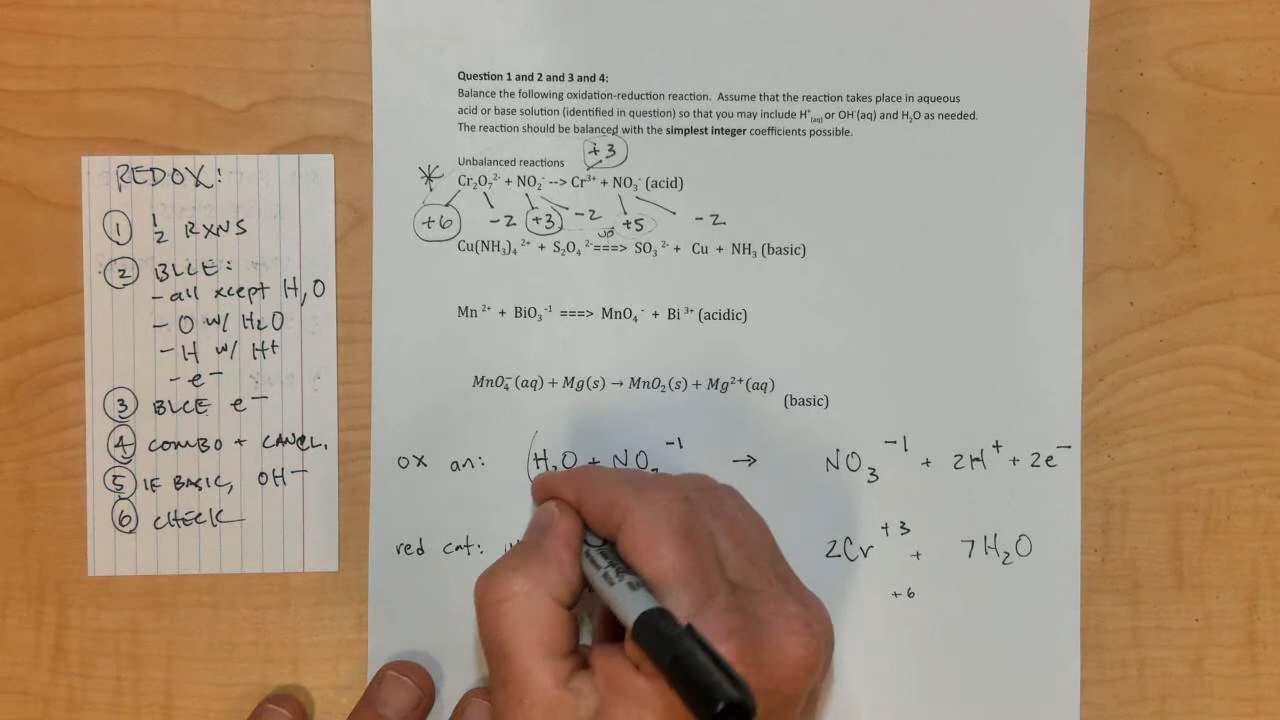 REDOX!
① ½ RXNS
② BLCE:
- all xcept H, O
- O w/ H2O
- H w/ H+
- e⁻
③ BLCE e⁻
④ COMBO + CANCL.
⑤ IF BASIC, OH⁻
⑥ CHECK
Question 1 and 2 and 3 and 4:
Balance the following oxidation-reduction reaction. Assume that the reaction takes place in aqueous
acid or base solution (identified in question) so that you may include H⁺(aq) or OH⁻(aq) and H₂O as needed.
The reaction should be balanced with the simplest integer coefficients possible.
+3
Unbalanced reactions
* Cr₂O₇²⁻ + NO₂⁻ --> Cr³⁺ + NO₃⁻ (acid)
+6 -2 +3 -2 up +5 -2
Cu(NH₃)₄ ²⁺ + S₂O₄ ²⁻===> SO₃ ²⁻ + Cu + NH₃ (basic)
Mn ²⁺ + BiO₃⁻¹ ===> MnO₄⁻ + Bi ³⁺ (acidic)
MnO₄⁻(aq) + Mg(s) → MnO₂(s) + Mg²⁺(aq)
(basic)
ox an: (H₂O + NO ⁻¹ → NO₃⁻¹ + 2H⁺ + 2e⁻
red cat: 2Cr⁺³ + 7H₂O
+6